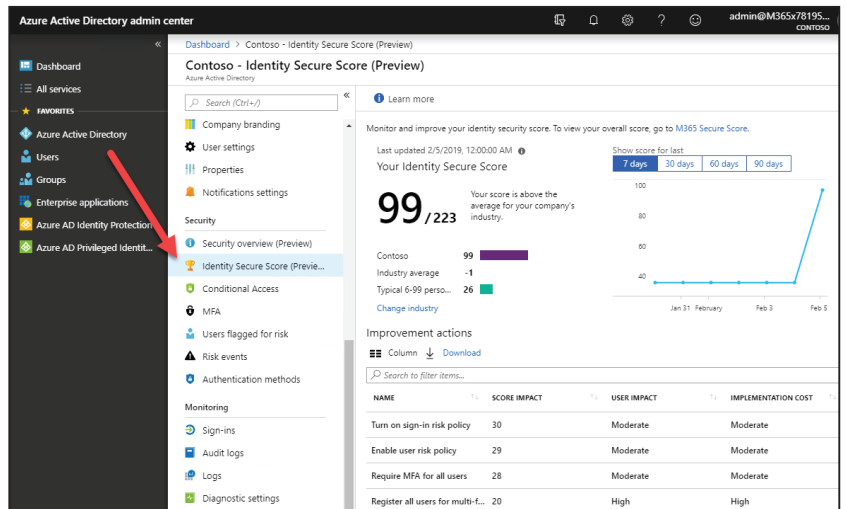 Azure Active Directory admin center
admin@M365x78195...
CONTOSO
«
Dashboard
All services
FAVORITES
Azure Active Directory
Users
Groups
Enterprise applications
Azure AD Identity Protection
Azure AD Privileged Identit...
Dashboard > Contoso - Identity Secure Score (Preview)
Contoso - Identity Secure Score (Preview)
Azure Active Directory
Search (Ctrl+/)
«
Company branding
User settings
Properties
Notifications settings
Security
Security overview (Preview)
Identity Secure Score (Previe...
Conditional Access
MFA
Users flagged for risk
Risk events
Authentication methods
Monitoring
Sign-ins
Audit logs
Logs
Diagnostic settings
Learn more
Monitor and improve your identity security score. To view your overall score, go to M365 Secure Score.
Last updated 2/5/2019, 12:00:00 AM
Your Identity Secure Score
99/223
Your score is above the
average for your company's
industry.
Contoso 99
Industry average -1
Typical 6-99 perso... 26
Change industry
Show score for last
7 days 30 days 60 days 90 days
100
80
60
40
Jan 31 February Feb 3 Feb 5
Improvement actions
Column Download
Search to filter items...
NAME SCORE IMPACT USER IMPACT IMPLEMENTATION COST
Turn on sign-in risk policy 30 Moderate Moderate
Enable user risk policy 29 Moderate Moderate
Require MFA for all users 28 Moderate Moderate
Register all users for multi-f... 20 High High